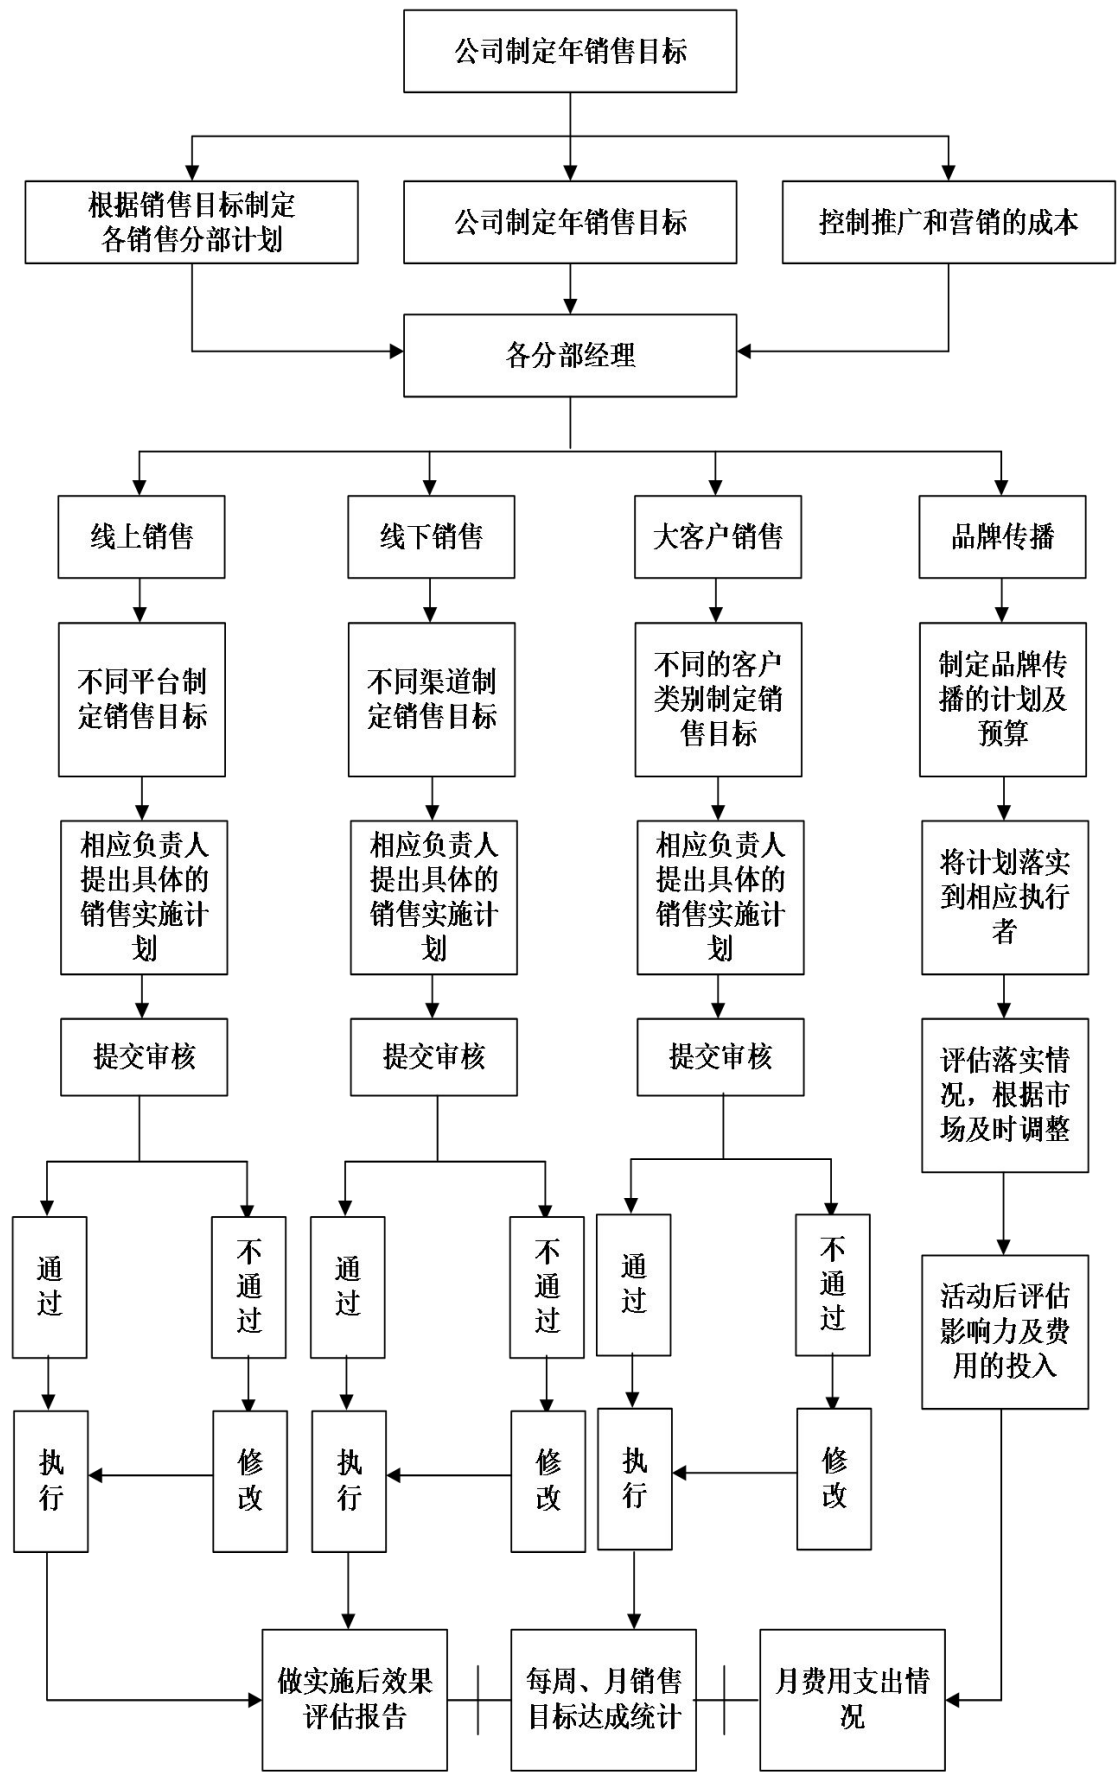 公司制定年销售目标
根据销售目标制定
各销售分部计划
公司制定年销售目标
控制推广和营销的成本
各分部经理
线上销售
线下销售
大客户销售
品牌传播
不同平台制
定销售目标
不同渠道制
定销售目标
不同的客户
类别制定销
售目标
制定品牌传
播的计划及
预算
相应负责人
提出具体的
销售实施计
划
相应负责人
提出具体的
销售实施计
划
相应负责人
提出具体的
销售实施计
划
将计划落实
到相应执行
者
提交审核
提交审核
提交审核
评估落实情
况，根据市
场及时调整
通过
不通过
通过
不通过
通过
不通过
活动后评估
影响力及费
用的投入
执行
修改
执行
修改
执行
修改
做实施后效果
评估报告
每周、月销售
目标达成统计
月费用支出情
况